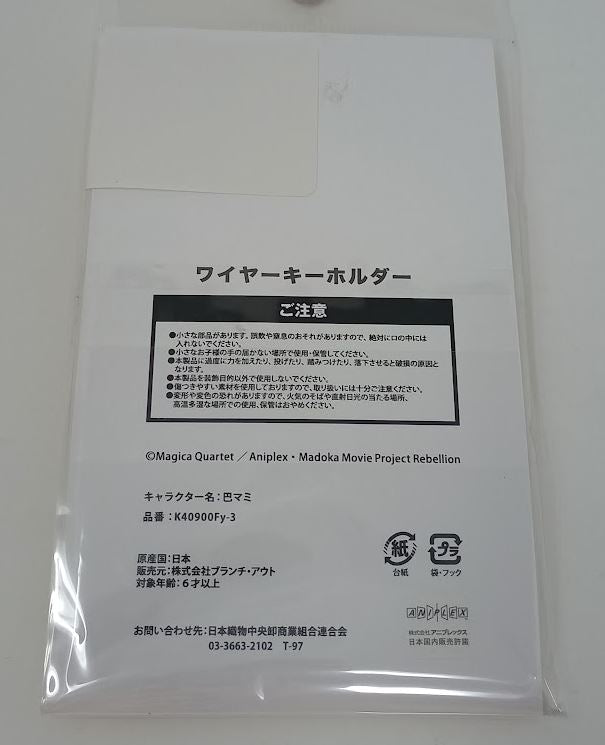 ワイヤーキーホルダー
ご注意
●小さな部品があります。誤飲や窒息のおそれがありますので、絶対に口の中には
入れないでください。
●小さなお子様の手の届かない場所で使用・保管してください。
●本製品に過度に力を加えたり、投げたり、踏みつけたり、落下させると破損の原因と
なります。
●本製品を装飾目的以外で使用しないでください。
●傷つきやすい素材を使用しておりますので、取り扱いには十分ご注意ください。
●変形や変色の恐れがありますので、火気のそばや直射日光の当たる場所、
高温多湿な場所での使用、保管はおやめください。
©Magica Quartet ／ Aniplex・Madoka Movie Project Rebellion
キャラクター名：巴マミ
品番：K40900Fy-3
原産国：日本
販売元：株式会社ブランチ・アウト
対象年齢：６才以上
紙
台紙
プラ
袋・フック
ANIPLEX
株式会社アニプレックス
日本国内販売許諾
お問い合わせ先：日本織物中央卸商業組合連合会
03-3663-2102 T-97